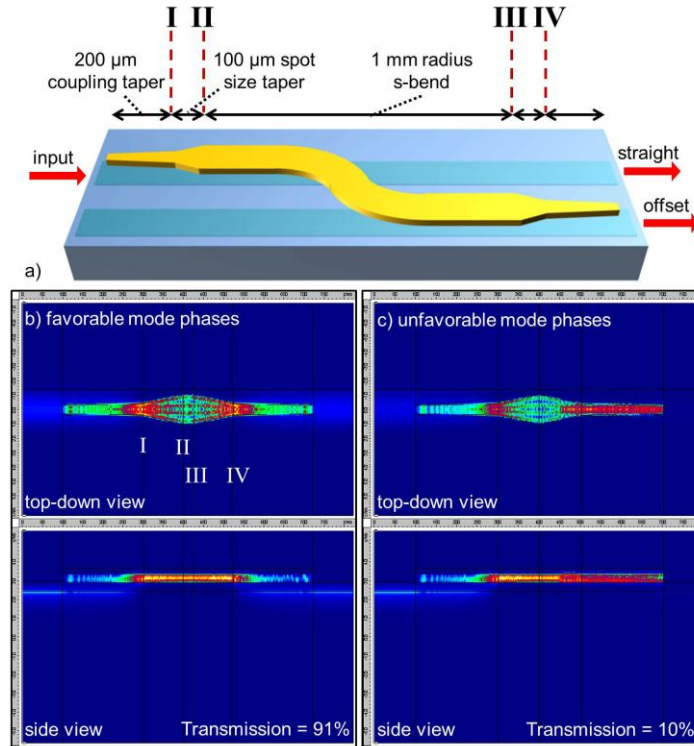 I II III IV
200 µm
coupling taper
100 µm spot
size taper
1 mm radius
s-bend
input
straight
offset
a)
b) favorable mode phases
I II
III IV
top-down view
side view Transmission = 91%
c) unfavorable mode phases
top-down view
side view Transmission = 10%